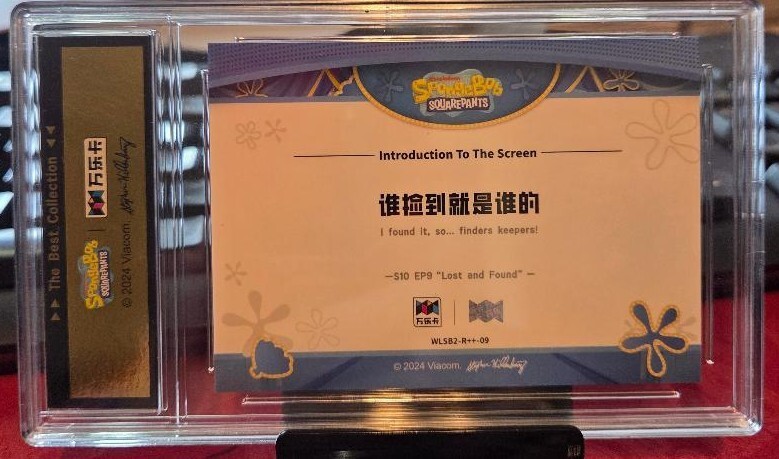 The Best Collection
SpongeBob
SQUAREPANTS
万乐卡
© 2024 Viacom
SpongeBob
SQUAREPANTS
Introduction To The Screen
谁捡到就是谁的
I found it, so... finders keepers!
—S10 EP9 "Lost and Found" —
万乐卡
WLSB2-R++-09
© 2024 Viacom. Stephen Hillenburg